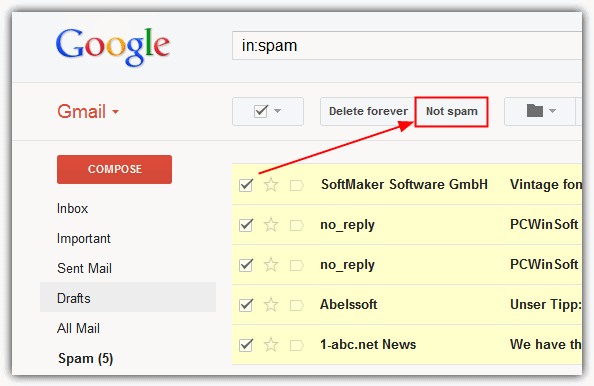 Google
in:spam
Gmail
Delete forever
Not spam
COMPOSE
Inbox
Important
Sent Mail
Drafts
All Mail
Spam (5)
SoftMaker Software GmbH Vintage fon
no_reply PCWinSoft
no_reply PCWinSoft
Abelssoft Unser Tipp:
1-abc.net News We have th